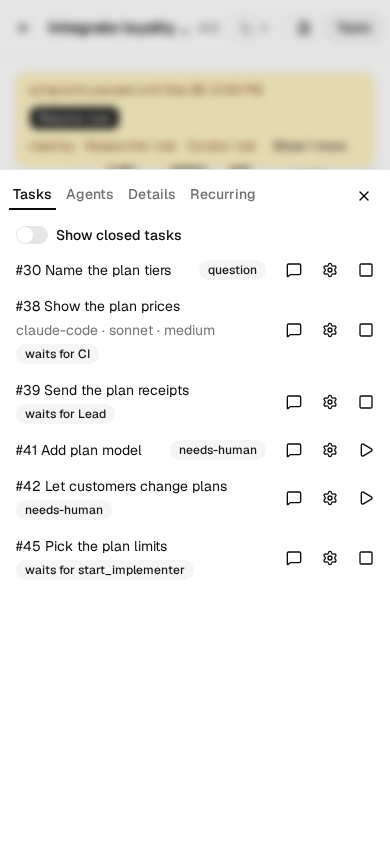 Tasks Agents Details Recurring
Show closed tasks
#30 Name the plan tiers question
#38 Show the plan prices
claude-code · sonnet · medium
waits for CI
#39 Send the plan receipts
waits for Lead
#41 Add plan model needs-human
#42 Let customers change plans
needs-human
#45 Pick the plan limits
waits for start_implementer